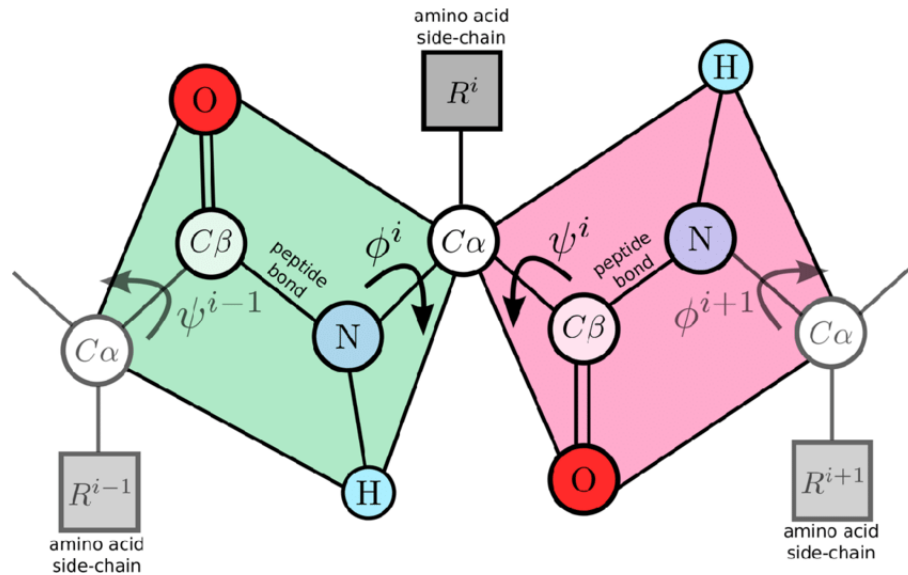 amino acid
side-chain
R^i
H
O
Cβ
peptide
bond
ϕ^i
Cα
ψ^i
peptide
bond
N
ψ^{i−1}
N
Cβ
ϕ^{i+1}
Cα
Cα
R^{i−1}
H
O
R^{i+1}
amino acid
side-chain
amino acid
side-chain